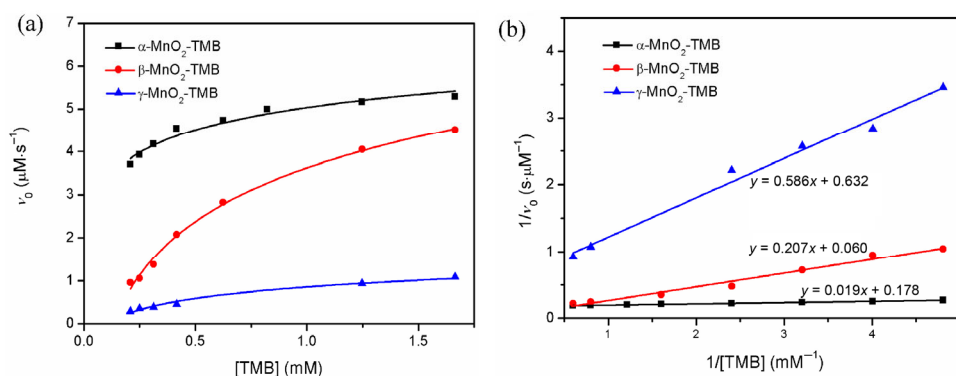 (a)
7
6
5
4
3
2
1
0
α-MnO₂-TMB
β-MnO₂-TMB
γ-MnO₂-TMB
v₀ (μM·s⁻¹)
0.0 0.5 1.0 1.5
[TMB] (mM)
(b)
4
3
2
1
0
α-MnO₂-TMB
β-MnO₂-TMB
γ-MnO₂-TMB
y = 0.586x + 0.632
y = 0.207x + 0.060
y = 0.019x + 0.178
1/v₀ (s·μM⁻¹)
1 2 3 4
1/[TMB] (mM⁻¹)